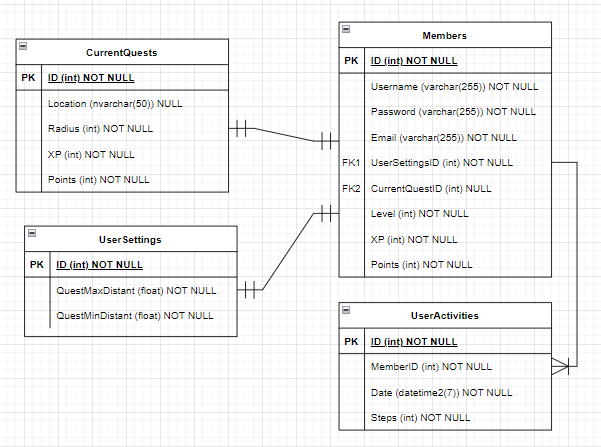 CurrentQuests
PK ID (int) NOT NULL
Location (nvarchar(50)) NULL
Radius (int) NOT NULL
XP (int) NOT NULL
Points (int) NOT NULL
Members
PK ID (int) NOT NULL
Username (varchar(255)) NOT NULL
Password (varchar(255)) NOT NULL
Email (varchar(255)) NOT NULL
FK1 UserSettingsID (int) NOT NULL
FK2 CurrentQuestID (int) NULL
Level (int) NOT NULL
XP (int) NOT NULL
Points (int) NOT NULL
UserSettings
PK ID (int) NOT NULL
QuestMaxDistant (float) NOT NULL
QuestMinDistant (float) NOT NULL
UserActivities
PK ID (int) NOT NULL
MemberID (int) NOT NULL
Date (datetime2(7)) NOT NULL
Steps (int) NOT NULL